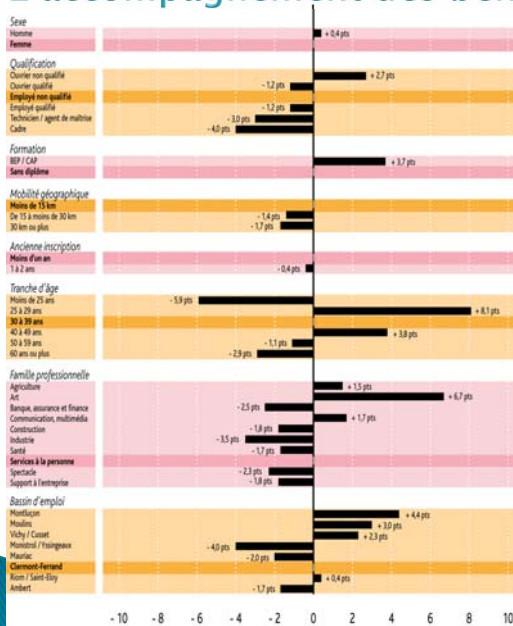 L'accompagnement des bén
Sexe
Homme + 0,4 pts
Femme
Qualification
Ouvrier non qualifié + 2,7 pts
Ouvrier qualifié - 1,2 pts
Employé non qualifié
Employé qualifié - 1,2 pts
Technicien / agent de maîtrise - 3,0 pts
Cadre - 4,0 pts
Formation
BEP / CAP + 3,7 pts
Sans diplôme
Mobilité géographique
Moins de 15 km
De 15 à moins de 30 km - 1,4 pts
30 km ou plus - 1,7 pts
Ancienne inscription
Moins d'un an
1 à 2 ans - 0,4 pts
Tranche d'âge
Moins de 25 ans - 5,9 pts
25 à 29 ans + 8,1 pts
30 à 39 ans
40 à 49 ans + 3,8 pts
50 à 59 ans - 1,1 pts
60 ans ou plus - 2,9 pts
Famille professionnelle
Agriculture + 1,5 pts
Art + 6,7 pts
Banque, assurance et finance - 2,5 pts
Communication, multimédia + 1,7 pts
Construction - 1,8 pts
Industrie - 3,5 pts
Santé - 1,7 pts
Services à la personne
Spectacle - 2,3 pts
Support à l'entreprise - 1,8 pts
Bassin d'emploi
Montluçon + 4,4 pts
Moulins + 3,0 pts
Vichy / Cusset + 2,3 pts
Monistrol / Yssingeaux - 4,0 pts
Mauriac - 2,0 pts
Clermont-Ferrand
Riom / Saint-Eloy + 0,4 pts
Ambert - 1,7 pts
- 10 - 8 - 6 - 4 - 2 0 2 4 6 8 10